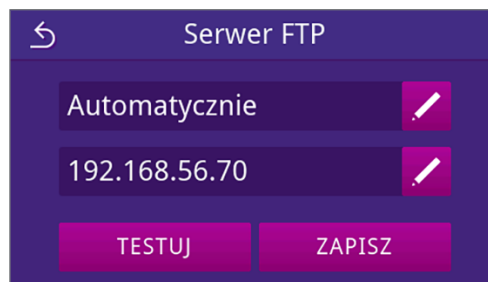 Serwer FTP
Automatycznie
192.168.56.70
TESTUJ ZAPISZ